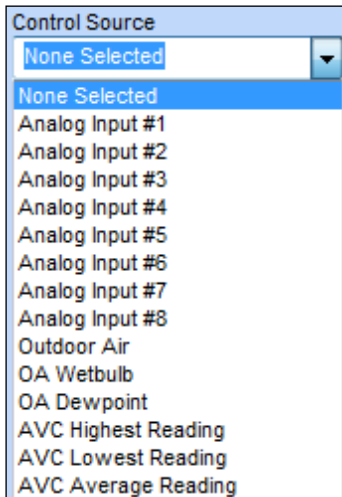 Control Source
None Selected
None Selected
Analog Input #1
Analog Input #2
Analog Input #3
Analog Input #4
Analog Input #5
Analog Input #6
Analog Input #7
Analog Input #8
Outdoor Air
OA Wetbulb
OA Dewpoint
AVC Highest Reading
AVC Lowest Reading
AVC Average Reading